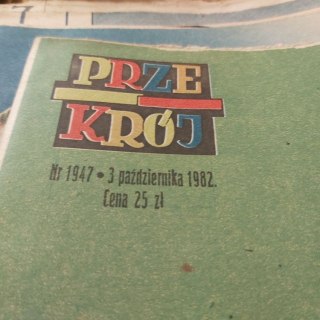 PRZE
KRÓJ
Nr 1947 • 3 października 1982.
Cena 25 zł